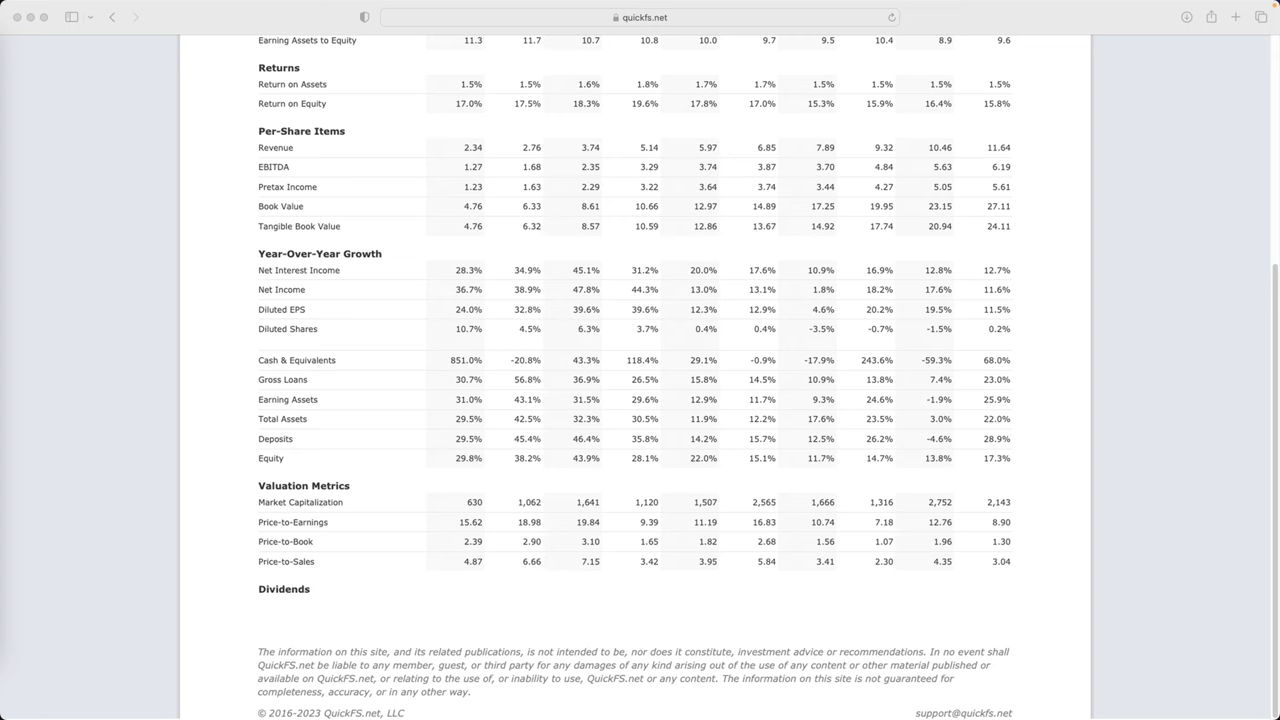 quickfs.net
Earning Assets to Equity 11.3 11.7 10.7 10.8 10.0 9.7 9.5 10.4 8.9 9.6
Returns
Return on Assets 1.5% 1.5% 1.6% 1.8% 1.7% 1.7% 1.5% 1.5% 1.5% 1.5%
Return on Equity 17.0% 17.5% 18.3% 19.6% 17.8% 17.0% 15.3% 15.9% 16.4% 15.8%
Per-Share Items
Revenue 2.34 2.76 3.74 5.14 5.97 6.85 7.89 9.32 10.46 11.64
EBITDA 1.27 1.68 2.35 3.29 3.74 3.87 3.70 4.84 5.63 6.19
Pretax Income 1.23 1.63 2.29 3.22 3.64 3.74 3.44 4.27 5.05 5.61
Book Value 4.76 6.33 8.61 10.66 12.97 14.89 17.25 19.95 23.15 27.11
Tangible Book Value 4.76 6.32 8.57 10.59 12.86 13.67 14.92 17.74 20.94 24.11
Year-Over-Year Growth
Net Interest Income 28.3% 34.9% 45.1% 31.2% 20.0% 17.6% 10.9% 16.9% 12.8% 12.7%
Net Income 36.7% 38.9% 47.8% 44.3% 13.0% 13.1% 1.8% 18.2% 17.6% 11.6%
Diluted EPS 24.0% 32.8% 39.6% 39.6% 12.3% 12.9% 4.6% 20.2% 19.5% 11.5%
Diluted Shares 10.7% 4.5% 6.3% 3.7% 0.4% 0.4% -3.5% -0.7% -1.5% 0.2%
Cash & Equivalents 851.0% -20.8% 43.3% 118.4% 29.1% -0.9% -17.9% 243.6% -59.3% 68.0%
Gross Loans 30.7% 56.8% 36.9% 26.5% 15.8% 14.5% 10.9% 13.8% 7.4% 23.0%
Earning Assets 31.0% 43.1% 31.5% 29.6% 12.9% 11.7% 9.3% 24.6% -1.9% 25.9%
Total Assets 29.5% 42.5% 32.3% 30.5% 11.9% 12.2% 17.6% 23.5% 3.0% 22.0%
Deposits 29.5% 45.4% 46.4% 35.8% 14.2% 15.7% 12.5% 26.2% -4.6% 28.9%
Equity 29.8% 38.2% 43.9% 28.1% 22.0% 15.1% 11.7% 14.7% 13.8% 17.3%
Valuation Metrics
Market Capitalization 630 1,062 1,641 1,120 1,507 2,565 1,666 1,316 2,752 2,143
Price-to-Earnings 15.62 18.98 19.84 9.39 11.19 16.83 10.74 7.18 12.76 8.90
Price-to-Book 2.39 2.90 3.10 1.65 1.82 2.68 1.56 1.07 1.96 1.30
Price-to-Sales 4.87 6.66 7.15 3.42 3.95 5.84 3.41 2.30 4.35 3.04
Dividends
The information on this site, and its related publications, is not intended to be, nor does it constitute, investment advice or recommendations. In no event shall
QuickFS.net be liable to any member, guest, or third party for any damages of any kind arising out of the use of any content or other material published or
available on QuickFS.net, or relating to the use of, or inability to use, QuickFS.net or any content. The information on this site is not guaranteed for
completeness, accuracy, or in any other way.
© 2016-2023 QuickFS.net, LLC support@quickfs.net